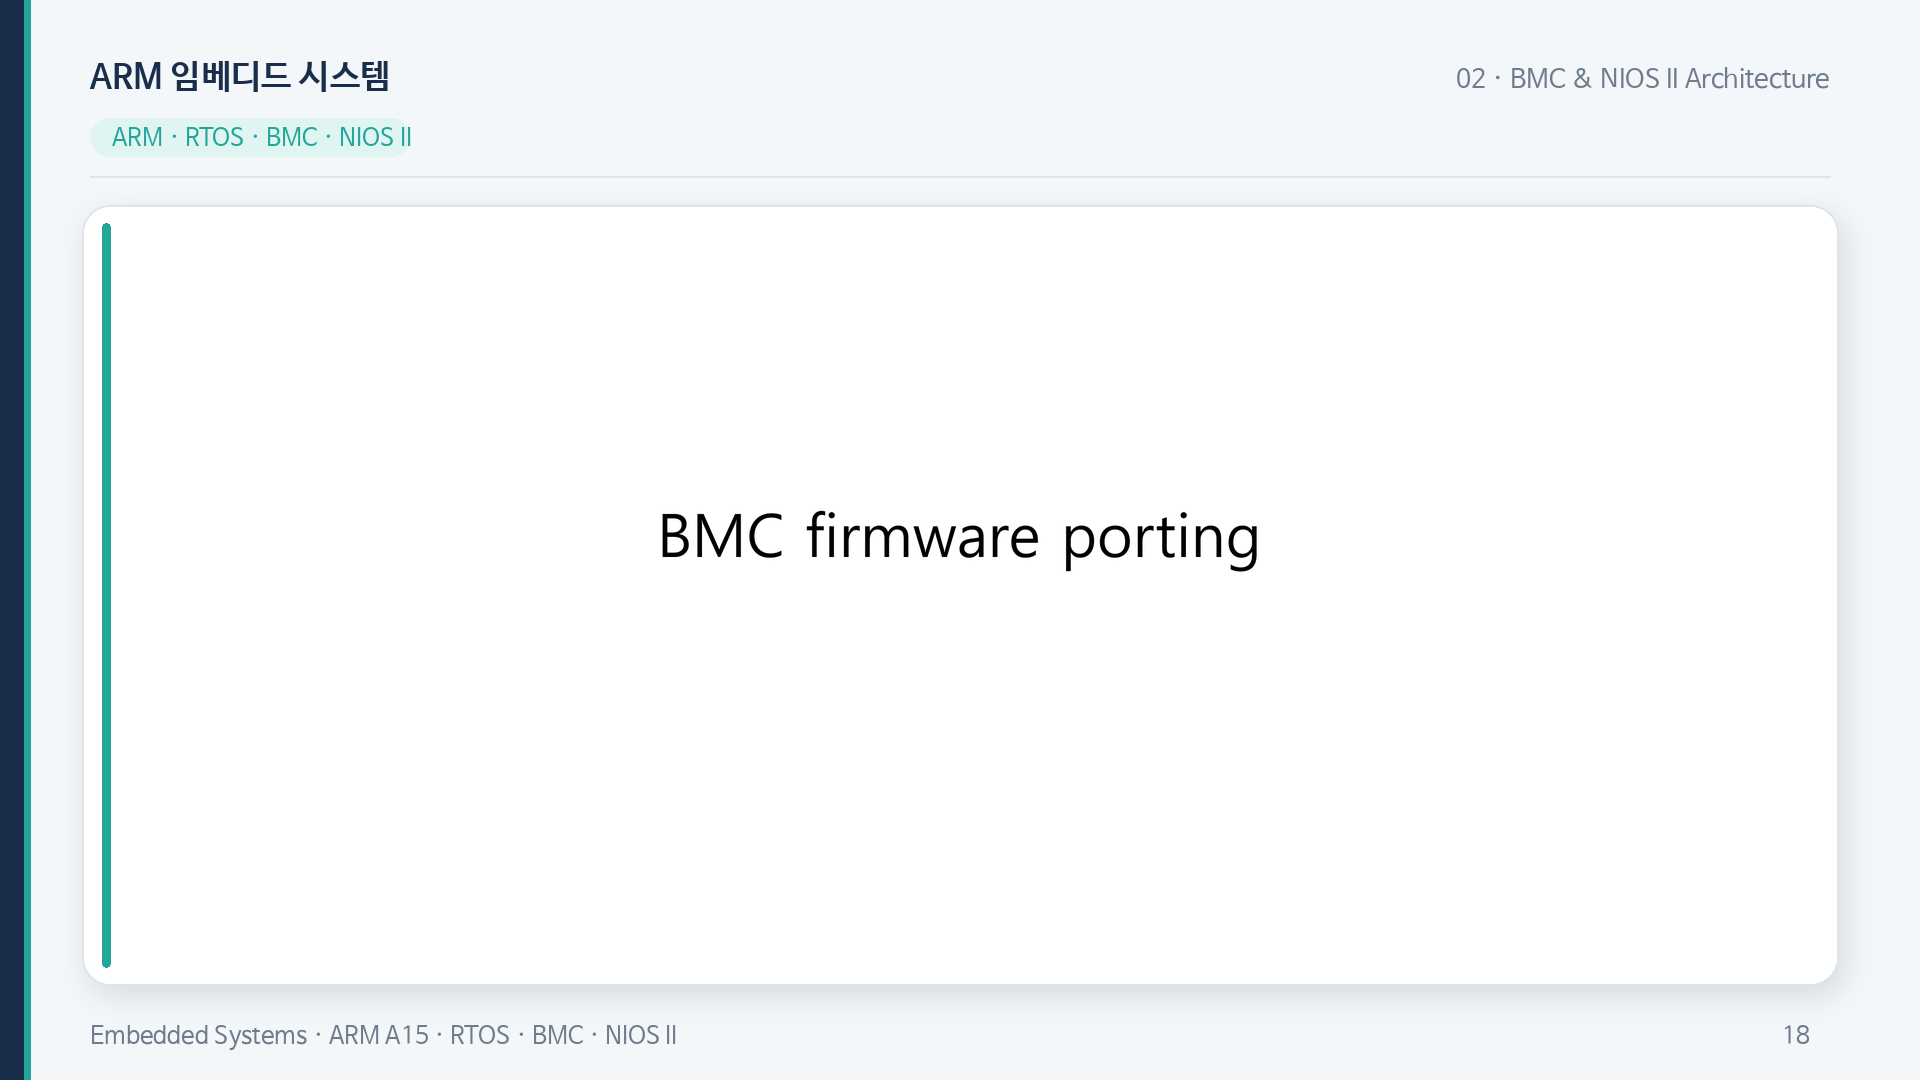 ARM 임베디드 시스템
02 · BMC & NIOS II Architecture
ARM · RTOS · BMC · NIOS II
BMC firmware porting
Embedded Systems · ARM A15 · RTOS · BMC · NIOS II
18